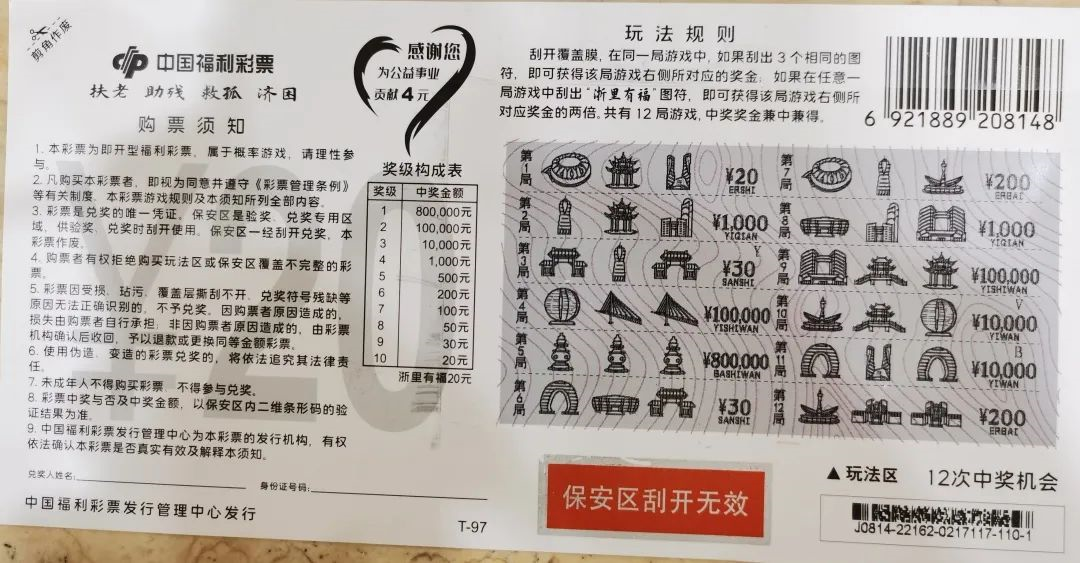 剪角作废
中国福利彩票
扶老 助残 救孤 济困
感谢您
为公益事业
贡献4元
购票须知
1. 本彩票为即开型福利彩票，属于概率游戏，请理性参
与。
2. 凡购买本彩票者，即视为同意并遵守《彩票管理条例》
等有关制度、本彩票游戏规则及本须知所列全部内容。
3. 彩票是兑奖的唯一凭证。保安区是验奖、兑奖专用区
域，供验奖、兑奖时刮开使用。保安区一经刮开兑奖，本
彩票作废。
4. 购票者有权拒绝购买玩法区或保安区覆盖不完整的彩
票。
5. 彩票因受损、玷污、覆盖层撕刮不开、兑奖符号残缺等
原因无法正确识别的，不予兑奖。因购票者原因造成的，
损失由购票者自行承担；非因购票者原因造成的，由彩票
机构确认后收回，予以退款或更换同等金额彩票。
6. 使用伪造、变造的彩票兑奖的，将依法追究其法律责
任。
7. 未成年人不得购买彩票，不得参与兑奖。
8. 彩票中奖与否及中奖金额，以保安区内二维条形码的验
证结果为准。
9. 中国福利彩票发行管理中心为本彩票的发行机构，有权
依法确认本彩票是否真实有效及解释本须知。
兑奖人姓名：
身份证号码：
中国福利彩票发行管理中心发行
T-97
¥20
奖级构成表
奖级 中奖金额
1 800,000元
2 100,000元
3 10,000元
4 1,000元
5 500元
6 200元
7 100元
8 50元
9 30元
10 20元
浙里有福20元
玩法规则
刮开覆盖膜，在同一局游戏中，如果刮出3个相同的图
符，即可获得该局游戏右侧所对应的奖金；如果在任意一
局游戏中刮出“浙里有福”图符，即可获得该局游戏右侧所
对应奖金的两倍。共有12局游戏，中奖奖金兼中兼得。
6 921889 208148
第1局 ¥20
ERSHI
第2局 ¥1,000
YIQIAN
Y
第3局 ¥30
SANSHI
第4局 ¥100,000
YISHIWAN
第5局 ¥800,000
BASHIWAN
第6局 ¥30
SANSHI
第7局 ¥200
ERBAI
第8局 ¥1,000
YIQIAN
第9局 ¥100,000
YISHIWAN
V
第10局 ¥10,000
YIWAN
B
第11局 ¥10,000
YIWAN
第12局 ¥200
ERBAI
保安区刮开无效
▲玩法区 12次中奖机会
J0814-22162-0217117-110-1